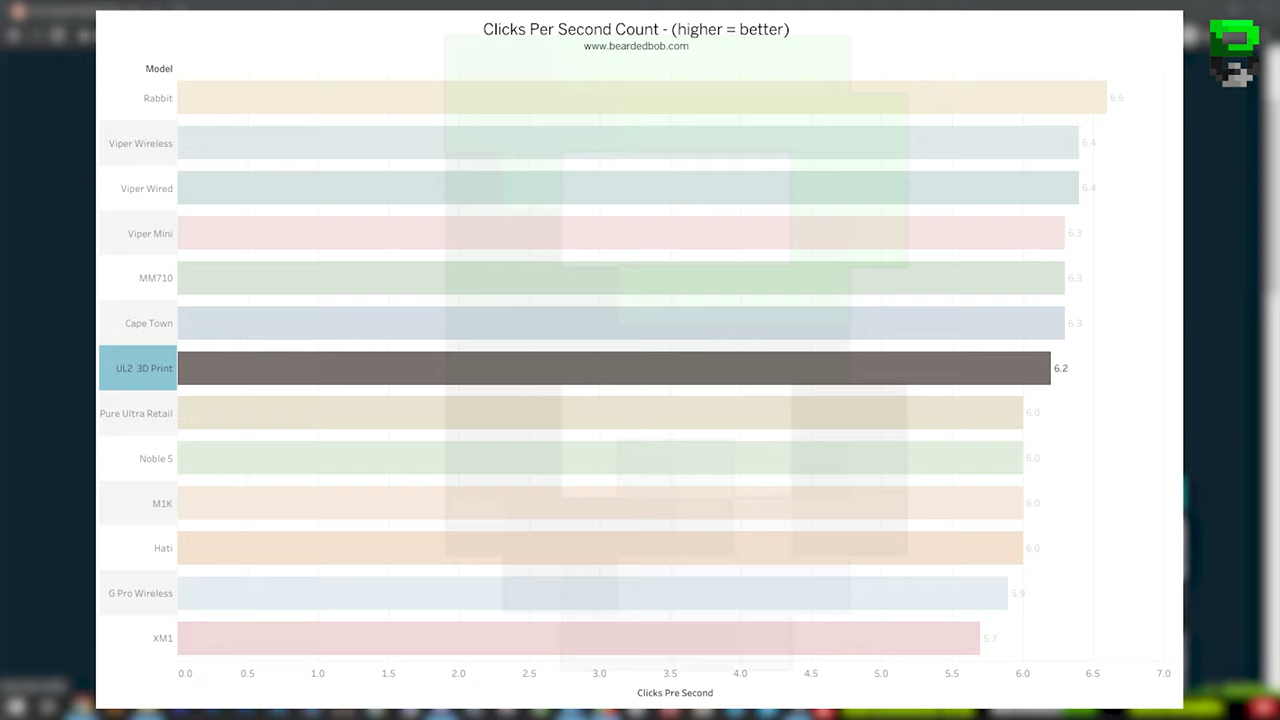 Clicks Per Second Count - (higher = better)
www.beardedbob.com
Model
Rabbit 6.6
Viper Wireless 6.4
Viper Wired 6.5
Viper Mini 6.3
MM710 6.3
Cape Town 6.3
UL2 3D Print 6.2
Pure Ultra Retail 6.0
Noble 5 6.0
M1K 6.0
Hati 6.0
G Pro Wireless 5.9
XM1 5.7
0.0 0.5 1.0 1.5 2.0 2.5 3.0 3.5 4.0 4.5 5.0 5.5 6.0 6.5 7.0
Clicks Pre Second